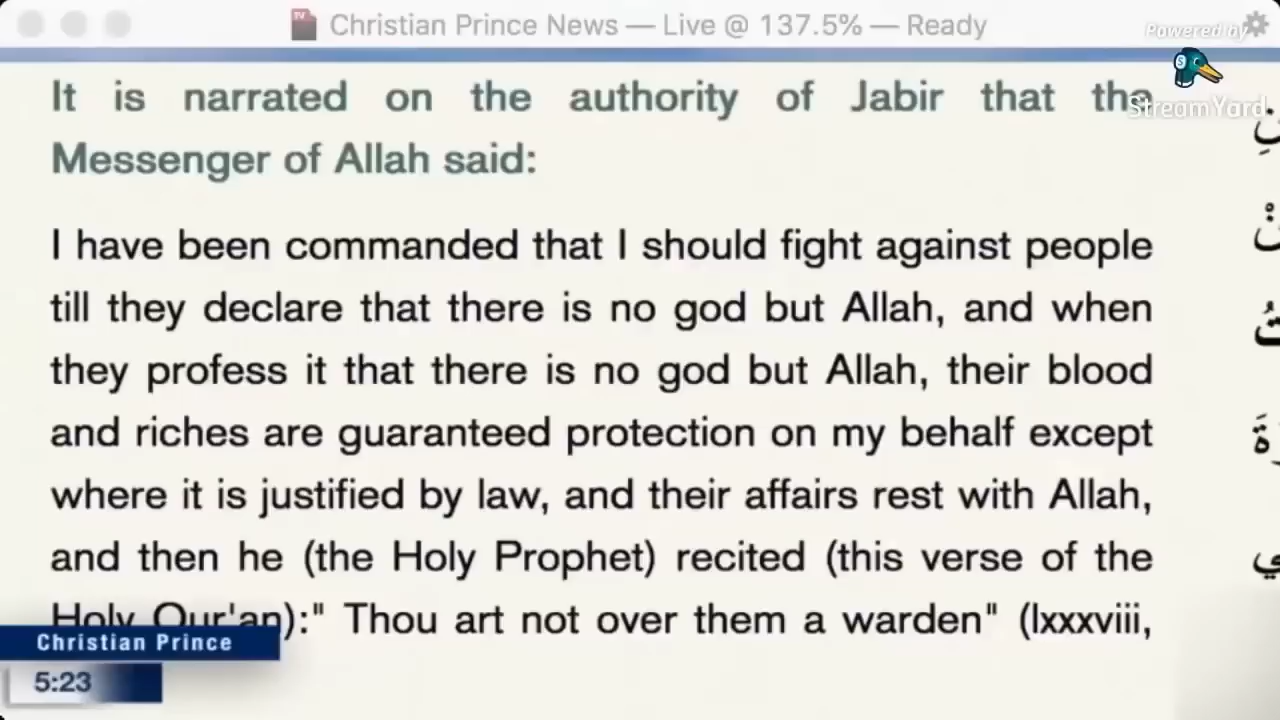 Christian Prince News — Live @ 137.5% — Ready
Powered by
StreamYard
It is narrated on the authority of Jabir that the
Messenger of Allah said:
I have been commanded that I should fight against people
till they declare that there is no god but Allah, and when
they profess it that there is no god but Allah, their blood
and riches are guaranteed protection on my behalf except
where it is justified by law, and their affairs rest with Allah,
and then he (the Holy Prophet) recited (this verse of the
Holy Qur'an):" Thou art not over them a warden" (lxxxviii,
Christian Prince
5:23